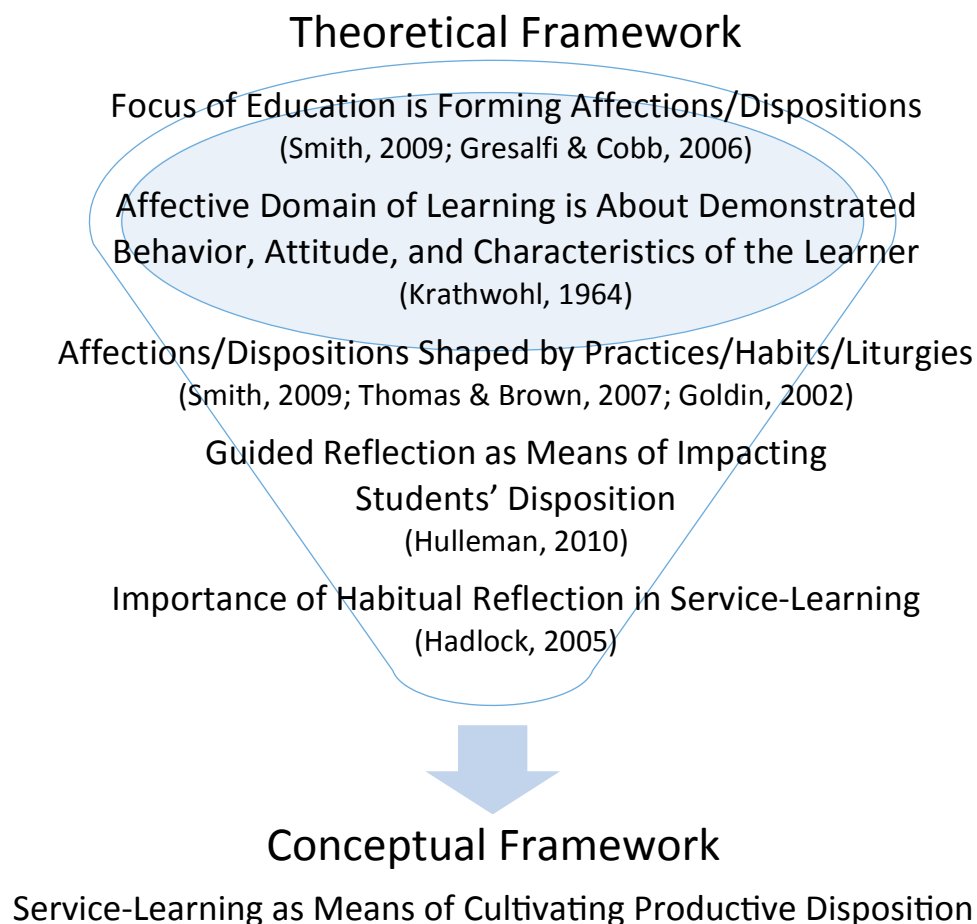 Theoretical Framework
Focus of Education is Forming Affections/Dispositions
(Smith, 2009; Gresalfi & Cobb, 2006)
Affective Domain of Learning is About Demonstrated
Behavior, Attitude, and Characteristics of the Learner
(Krathwohl, 1964)
Affections/Dispositions Shaped by Practices/Habits/Liturgies
(Smith, 2009; Thomas & Brown, 2007; Goldin, 2002)
Guided Reflection as Means of Impacting
Students’ Disposition
(Hulleman, 2010)
Importance of Habitual Reflection in Service-Learning
(Hadlock, 2005)
Conceptual Framework
Service-Learning as Means of Cultivating Productive Disposition